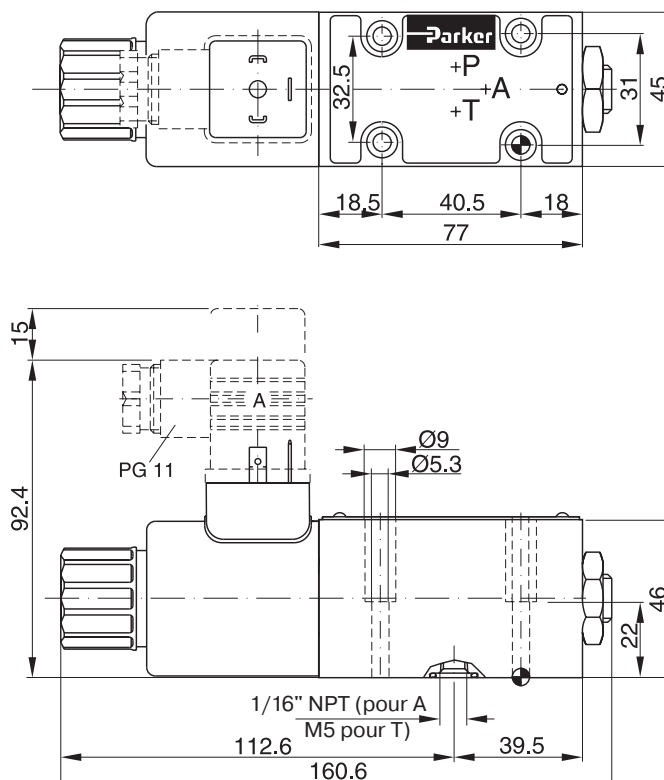 Parker
P
A
T
32.5
31
45
18.5
40.5
18
77
15
A
PG 11
92.4
Ø9
Ø5.3
46
22
1/16" NPT (pour A
M5 pour T)
112.6
39.5
160.6